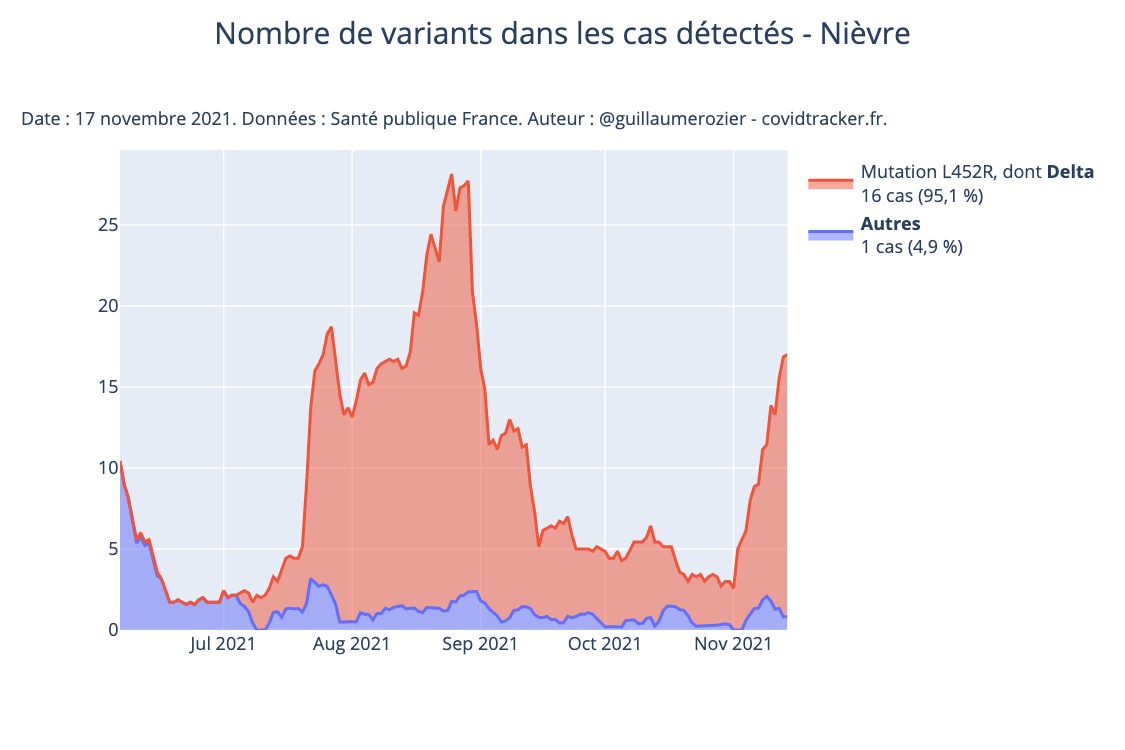 Nombre de variants dans les cas détectés - Nièvre
Date : 17 novembre 2021. Données : Santé publique France. Auteur : @guillaumerozier - covidtracker.fr.
Mutation L452R, dont Delta
16 cas (95,1 %)
Autres
1 cas (4,9 %)
25
20
15
10
5
0
Jul 2021
Aug 2021
Sep 2021
Oct 2021
Nov 2021